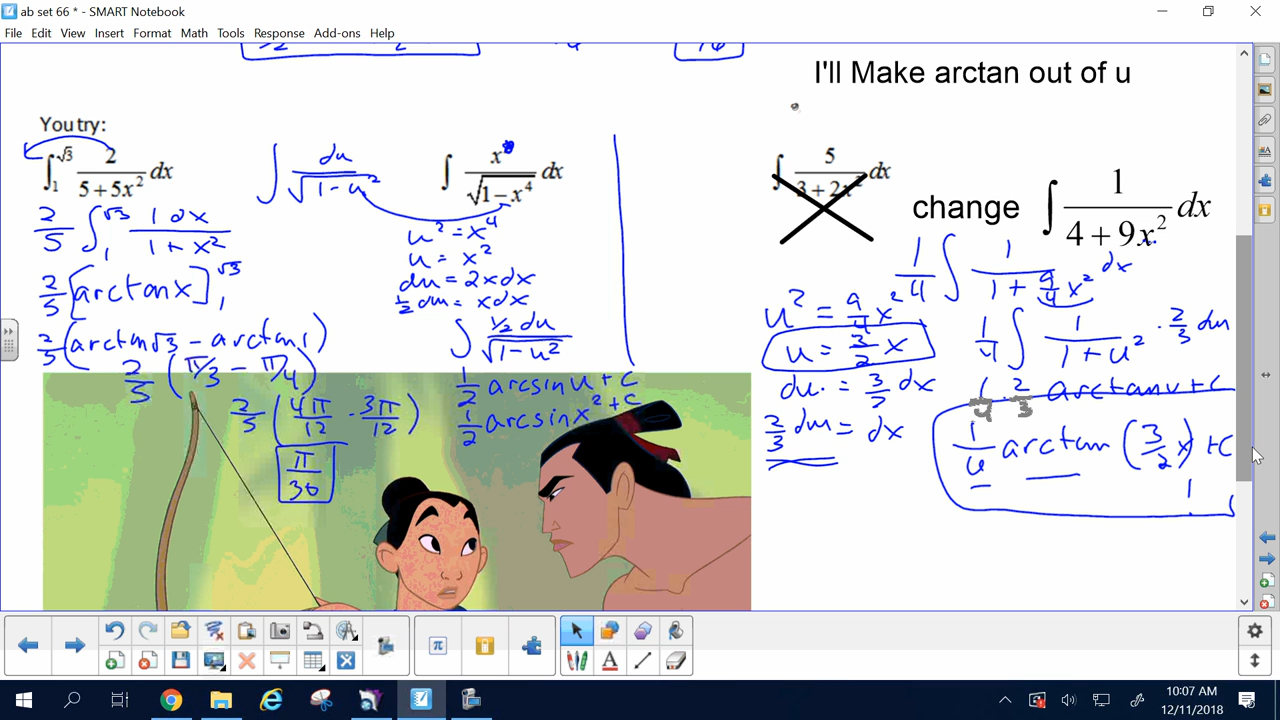 ab set 66 * - SMART Notebook
File Edit View Insert Format Math Tools Response Add-ons Help
I'll Make arctan out of u
You try:
∫₁^√3 2/(5 + 5x²) dx
2/5 ∫₁^√3 1 dx/(1 + x²)
2/5 [arctan x]₁^√3
2/5 (arctan √3 - arctan 1)
2/5 (π/3 - π/4)
2/5 (4π/12 · 3π/12)
π/30
∫ du/√(1 - u²)
∫ x/√(1 - x⁴) dx
u² = x⁴
u = x²
du = 2x dx
1/2 du = x dx
∫ 1/2 du/√(1 - u²)
1/2 arcsin u + C
1/2 arcsin x² + C
∫ 5/(3 + 2x²) dx
change ∫ 1/(4 + 9x²) dx
1/4 ∫ 1/(1 + 9/4 x²) dx
u² = 9/4 x²
u = 3/2 x
du = 3/2 dx
2/3 du = dx
1/4 ∫ 1/(1 + u²) · 2/3 du
1/4 · 2/3 arctan u + C
1/6 arctan (3/2 x) + C
10:07 AM
12/11/2018